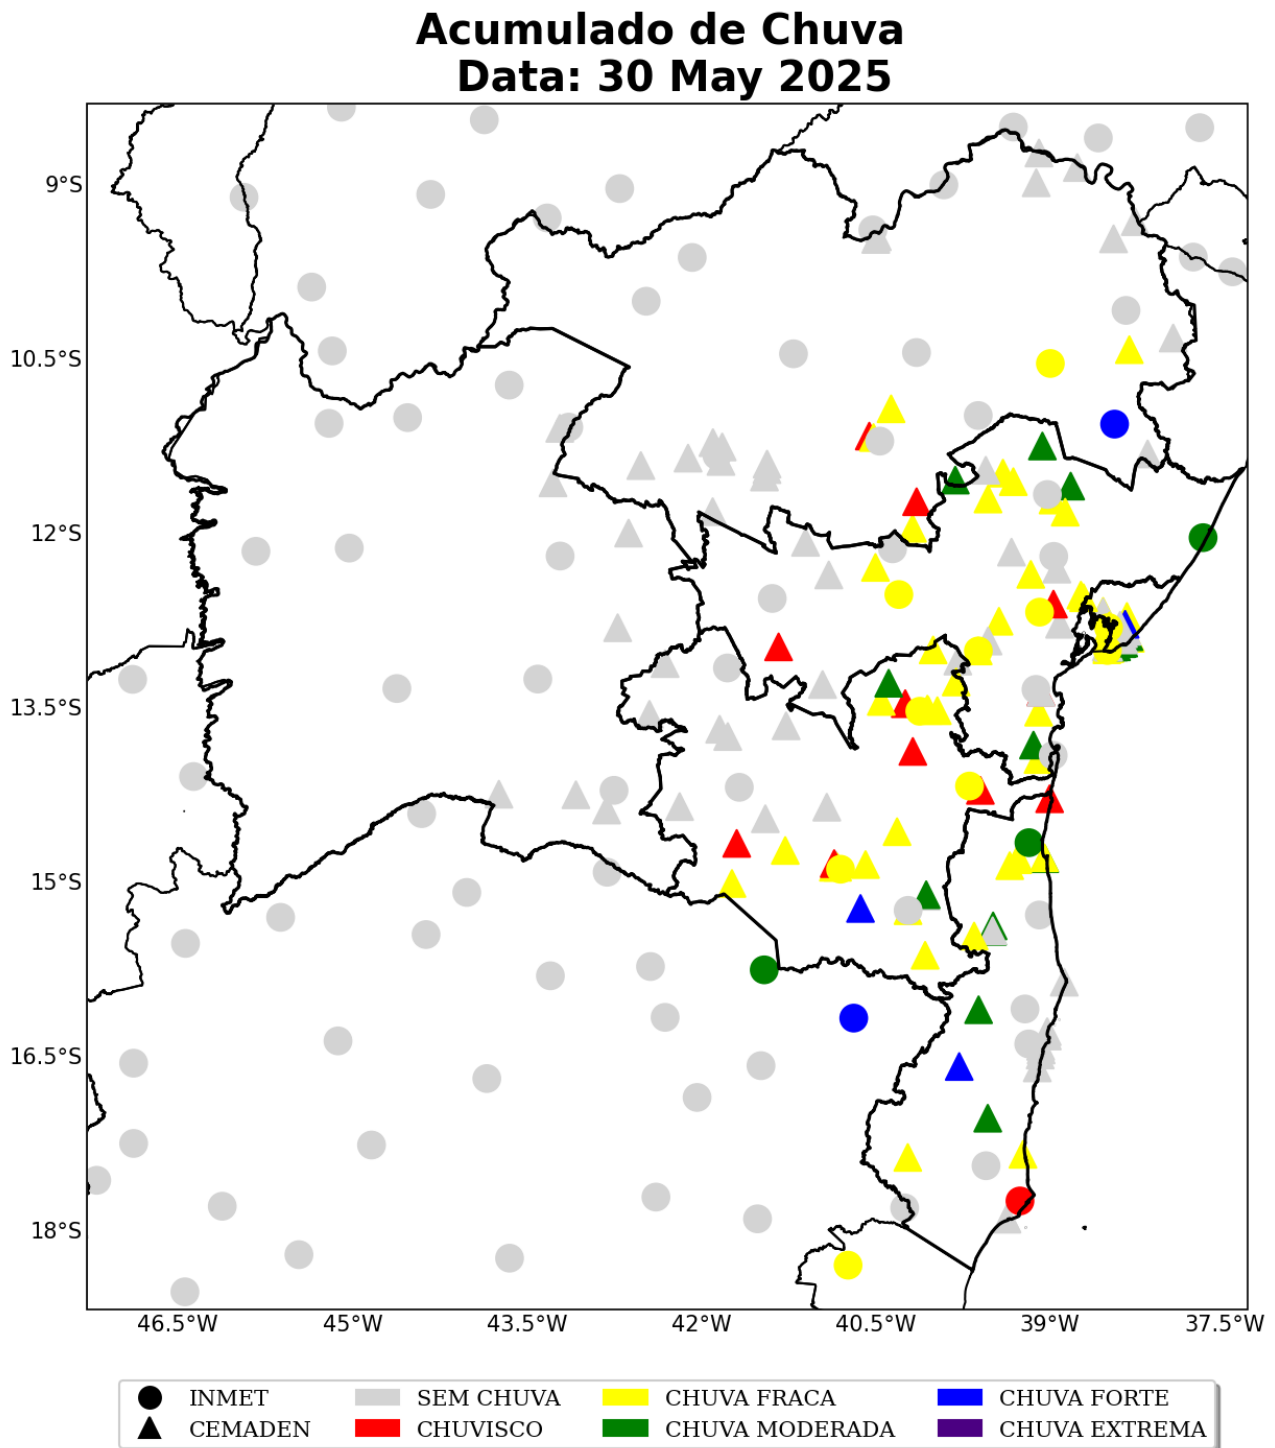 Acumulado de Chuva
Data: 30 May 2025
9°S
10.5°S
12°S
13.5°S
15°S
16.5°S
18°S
46.5°W 45°W 43.5°W 42°W 40.5°W 39°W 37.5°W
INMET SEM CHUVA CHUVA FRACA CHUVA FORTE
CEMADEN CHUVISCO CHUVA MODERADA CHUVA EXTREMA